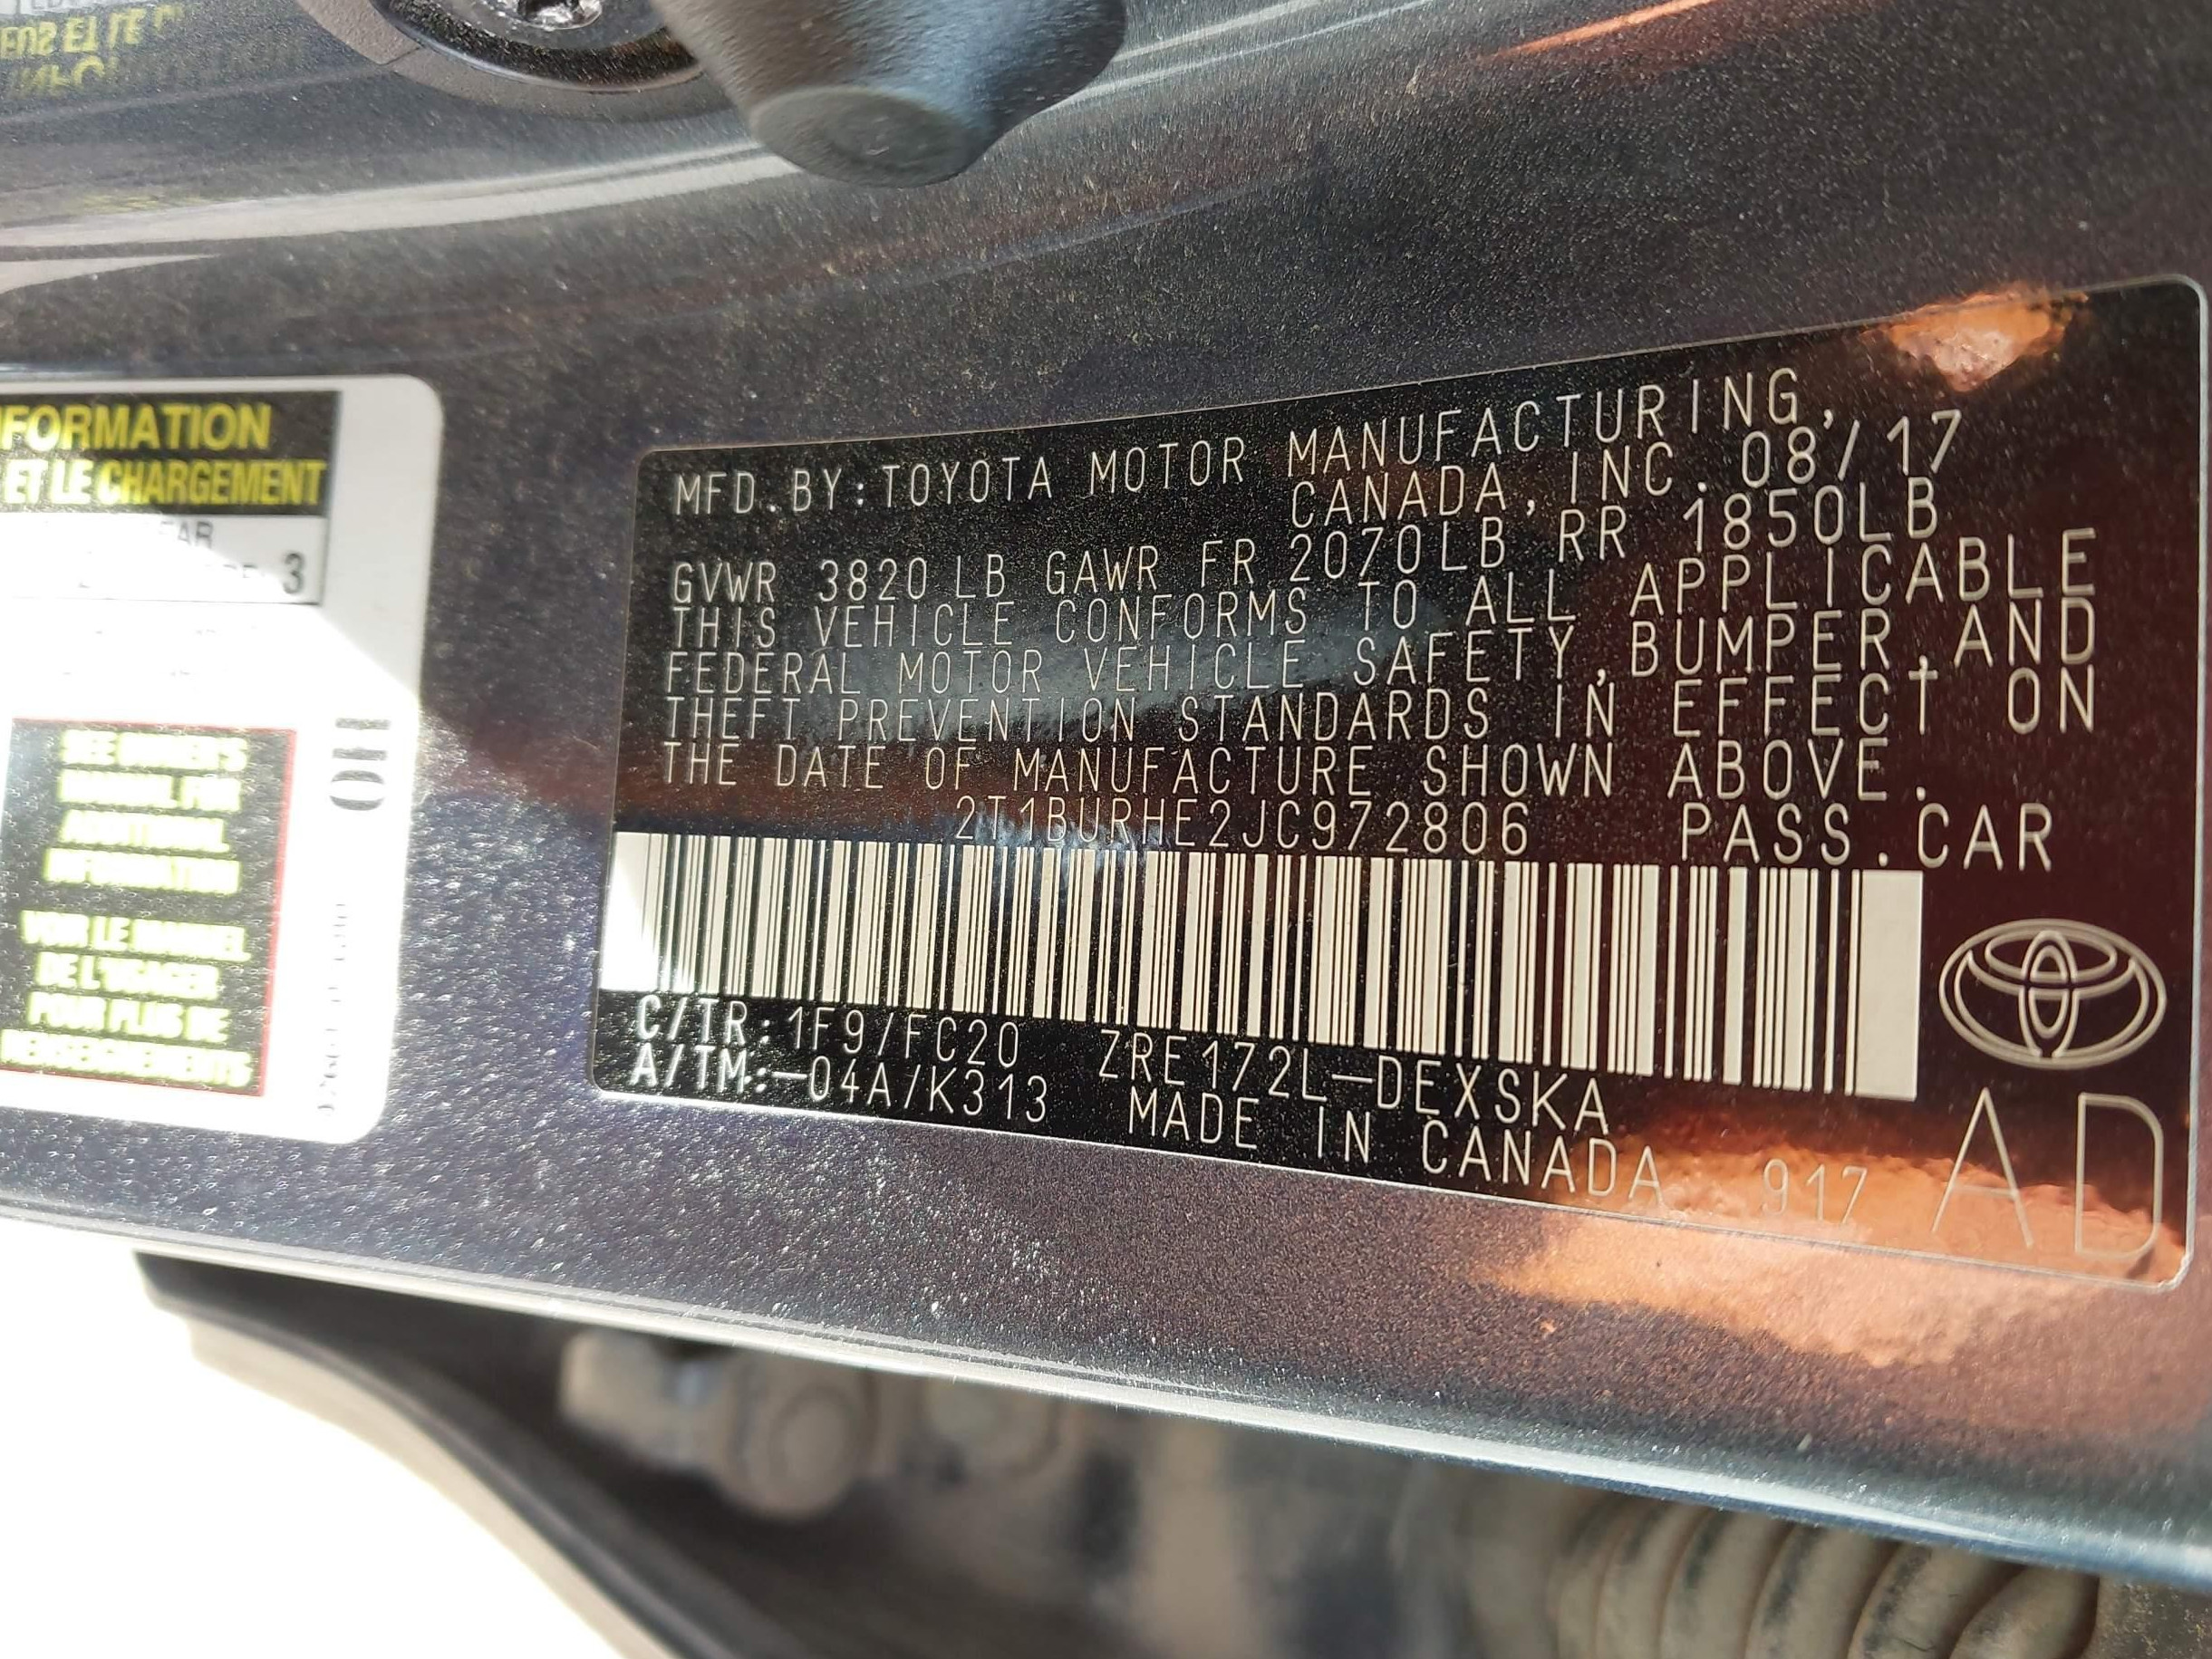 INFORMATION
ET LE CHARGEMENT
3
SEE OWNER'S
MANUAL FOR
ADDITIONAL
INFORMATION
VOIR LE MANUEL
DE L'USAGER
POUR PLUS DE
RENSEIGNEMENTS
MFD.BY:TOYOTA MOTOR MANUFACTURING,
CANADA, INC. 08/17
GVWR 3820 LB GAWR FR 2070LB RR 1850LB
THIS VEHICLE CONFORMS TO ALL APPLICABLE
FEDERAL MOTOR VEHICLE SAFETY,BUMPER,AND
THEFT PREVENTION STANDARDS IN EFFECT ON
THE DATE OF MANUFACTURE SHOWN ABOVE.
2T1BURHE2JC972806 PASS.CAR
C/TR:1F9/FC20 ZRE172L-DEXSKA
A/TM:-04A/K313 MADE IN CANADA 917 AD